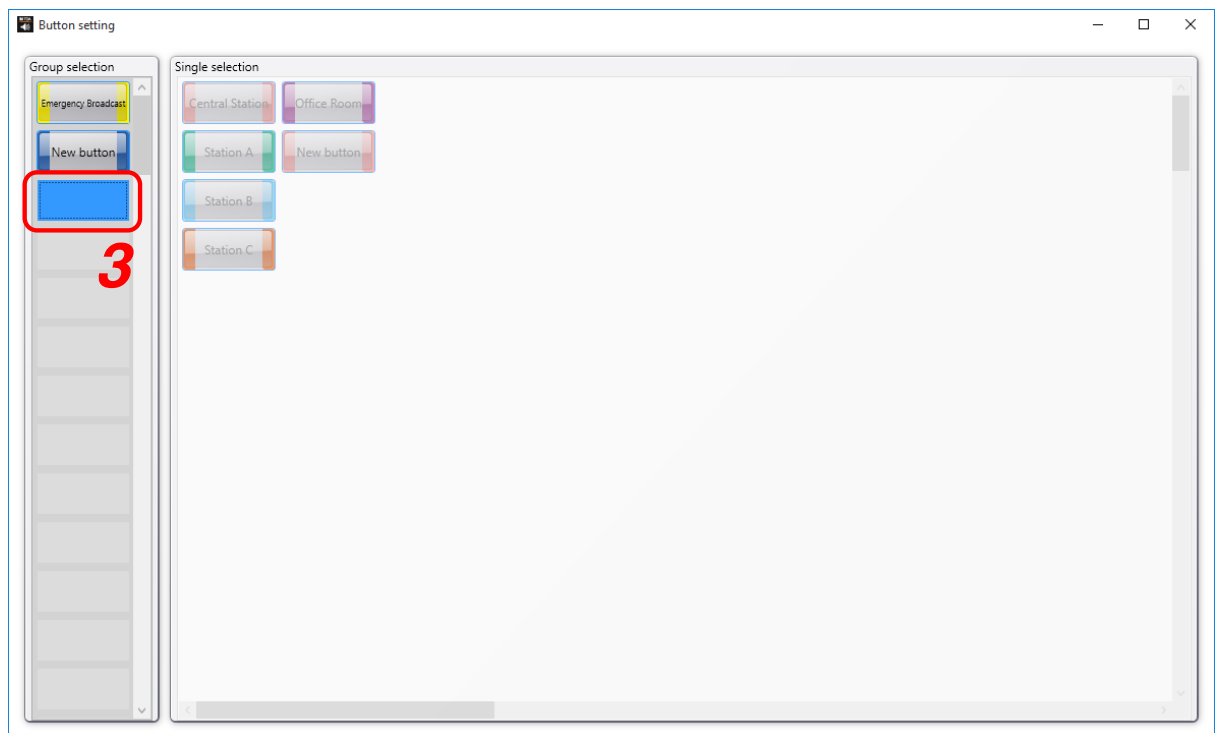 Button setting
Group selection
Single selection
Emergency Broadcast
Central Station
Office Room
New button
Station A
New button
Station B
3
Station C